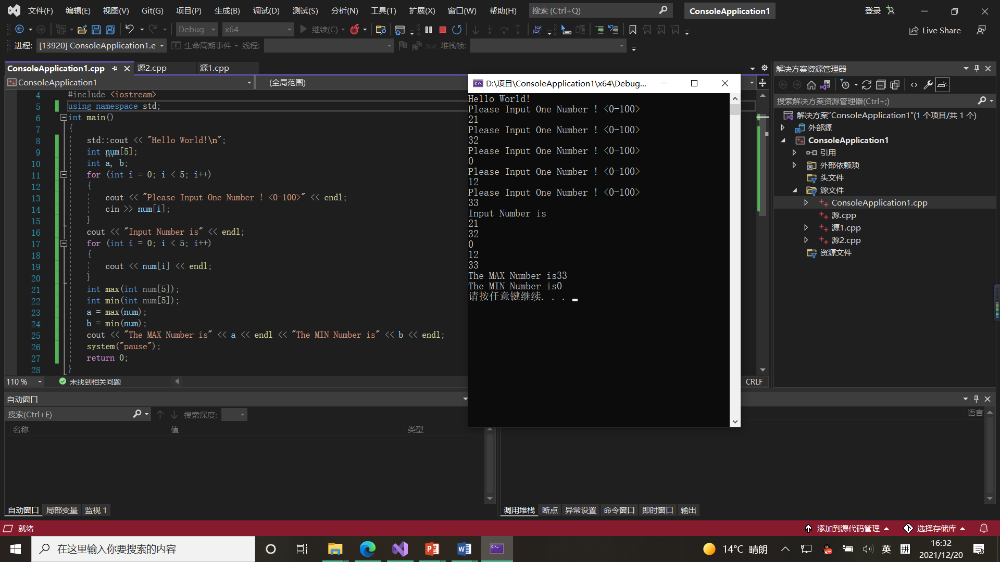 文件(F) 编辑(E) 视图(V) Git(G) 项目(P) 生成(B) 调试(D) 测试(S) 分析(N) 工具(T) 扩展(X) 窗口(W) 帮助(H) 搜索 (Ctrl+Q) ConsoleApplication1 登录
Debug x64 继续(C) Live Share
进程: [13920] ConsoleApplication1.e 生命周期事件 线程: 堆栈帧:
ConsoleApplication1.cpp 源2.cpp 源1.cpp
ConsoleApplication1 (全局范围)
4 #include <iostream>
5 using namespace std;
6 int main()
7 {
8 std::cout << "Hello World!\n";
9 int num[5];
10 int a, b;
11 for (int i = 0; i < 5; i++)
12 {
13 cout << "Please Input One Number ! <0-100>" << endl;
14 cin >> num[i];
15 }
16 cout << "Input Number is" << endl;
17 for (int i = 0; i < 5; i++)
18 {
19 cout << num[i] << endl;
20 }
21 int max(int num[5]);
22 int min(int num[5]);
23 a = max(num);
24 b = min(num);
25 cout << "The MAX Number is" << a << endl << "The MIN Number is" << b << endl;
26 system("pause");
27 return 0;
28 }
110 % 未找到相关问题
CRLF
D:\项目\ConsoleApplication1\x64\Debug...
Hello World!
Please Input One Number ! <0-100>
21
Please Input One Number ! <0-100>
32
Please Input One Number ! <0-100>
0
Please Input One Number ! <0-100>
12
Please Input One Number ! <0-100>
33
Input Number is
21
32
0
12
33
The MAX Number is33
The MIN Number is0
请按任意键继续. . .
解决方案资源管理器
搜索解决方案资源管理器(Ctrl+;)
解决方案"ConsoleApplication1"(1 个项目/共 1 个)
外部源
ConsoleApplication1
引用
外部依赖项
头文件
源文件
ConsoleApplication1.cpp
源.cpp
源1.cpp
源2.cpp
资源文件
自动窗口
搜索(Ctrl+E) 搜索深度:
名称 值 类型
语言
自动窗口 局部变量 监视 1
调用堆栈 断点 异常设置 命令窗口 即时窗口 输出
就绪 添加到源代码管理 选择存储库
在这里输入你要搜索的内容
14°C 晴朗 英 拼
16:32
2021/12/20